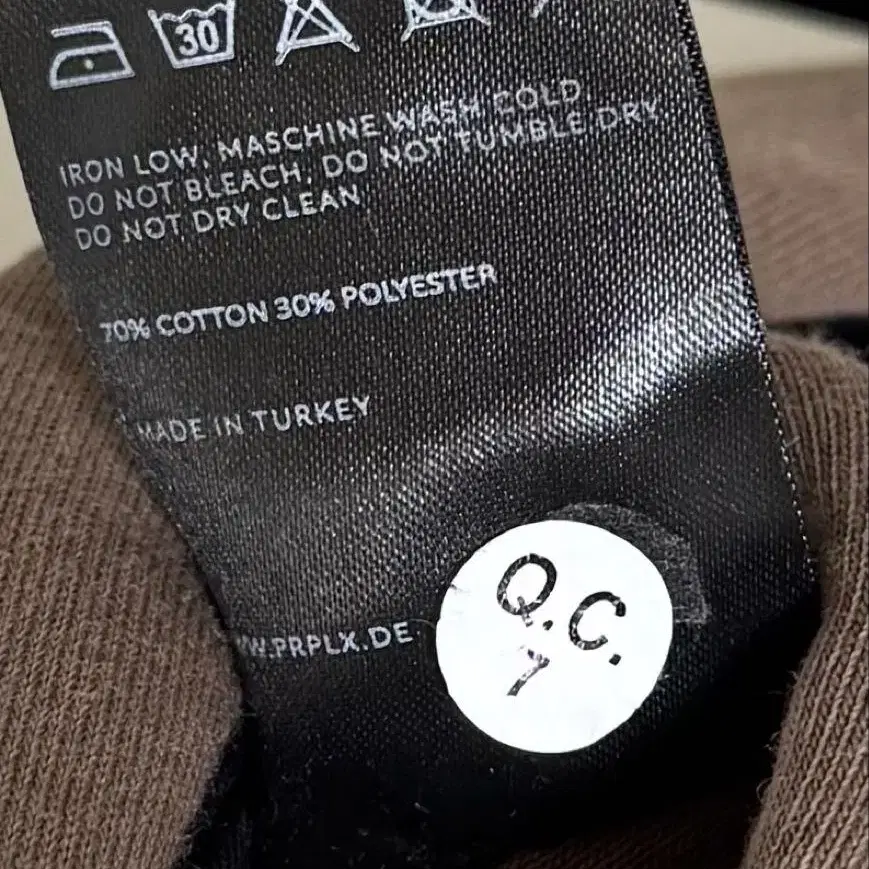 30
IRON LOW, MASCHINE WASH COLD
DO NOT BLEACH, DO NOT TUMBLE DRY
DO NOT DRY CLEAN
70% COTTON 30% POLYESTER
MADE IN TURKEY
W.PRPLX.DE
Q.C.
7